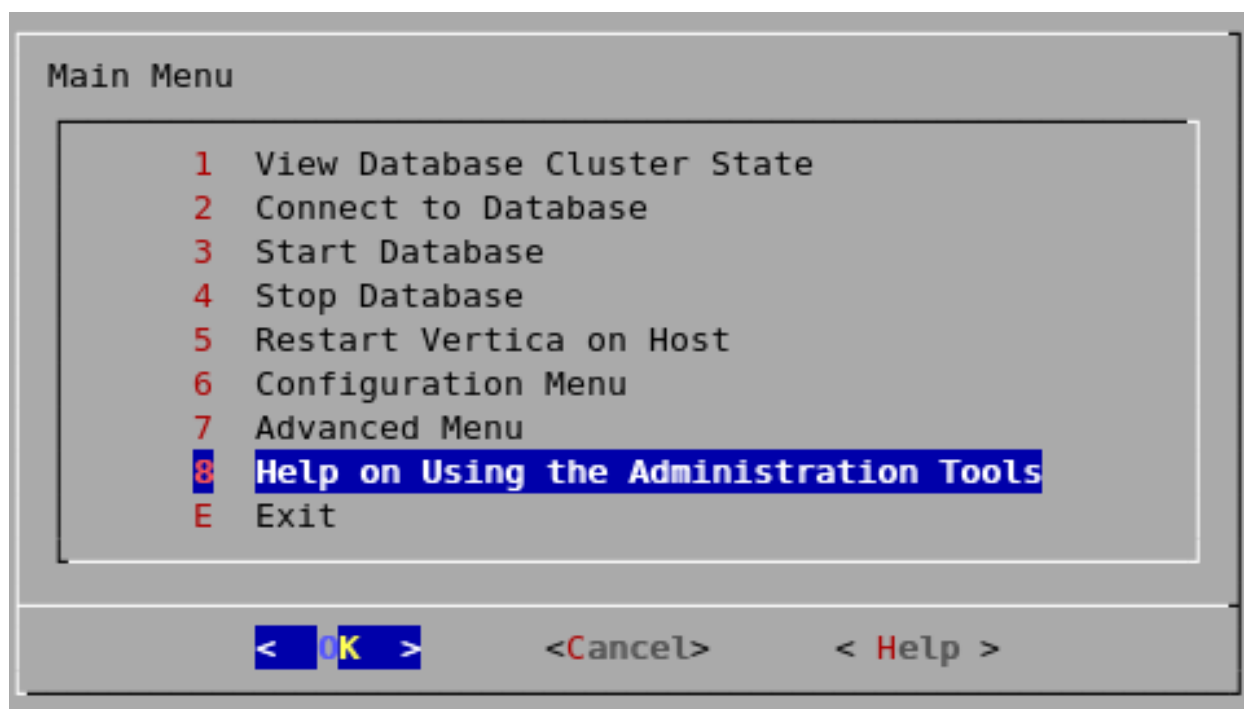 Main Menu
1 View Database Cluster State
2 Connect to Database
3 Start Database
4 Stop Database
5 Restart Vertica on Host
6 Configuration Menu
7 Advanced Menu
8 Help on Using the Administration Tools
E Exit
< OK > <Cancel> < Help >